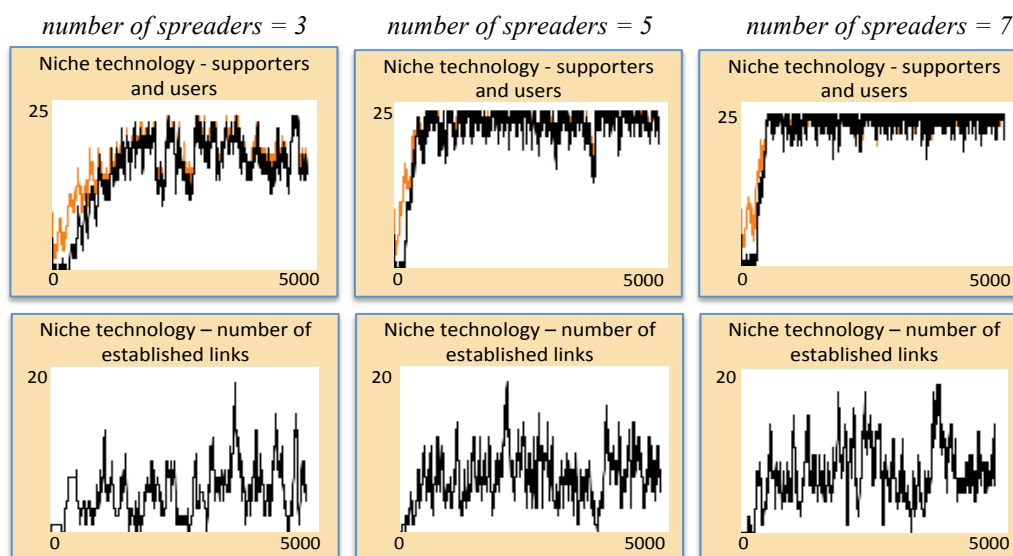 number of spreaders = 3
number of spreaders = 5
number of spreaders = 7
Niche technology - supporters
and users
25
0
5000
Niche technology - supporters
and users
25
0
5000
Niche technology - supporters
and users
25
0
5000
Niche technology – number of
established links
20
0
5000
Niche technology – number of
established links
20
0
5000
Niche technology – number of
established links
20
0
5000